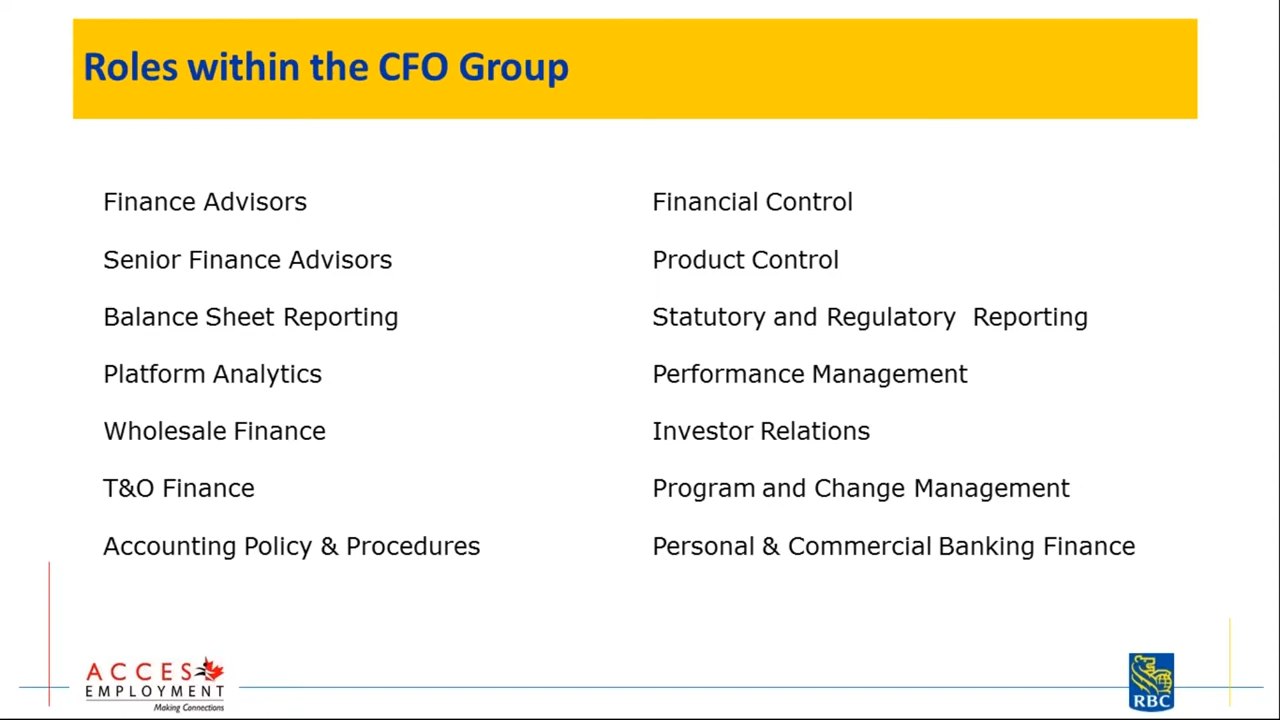 Roles within the CFO Group
Finance Advisors
Senior Finance Advisors
Balance Sheet Reporting
Platform Analytics
Wholesale Finance
T&O Finance
Accounting Policy & Procedures
Financial Control
Product Control
Statutory and Regulatory  Reporting
Performance Management
Investor Relations
Program and Change Management
Personal & Commercial Banking Finance
ACCES
EMPLOYMENT
Making Connections
RBC